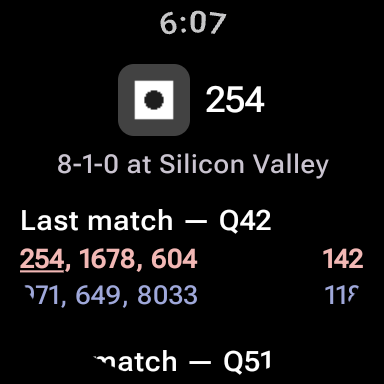 6:07
254
8-1-0 at Silicon Valley
Last match — Q42
254, 1678, 604 142
649, 8033
match — Q51